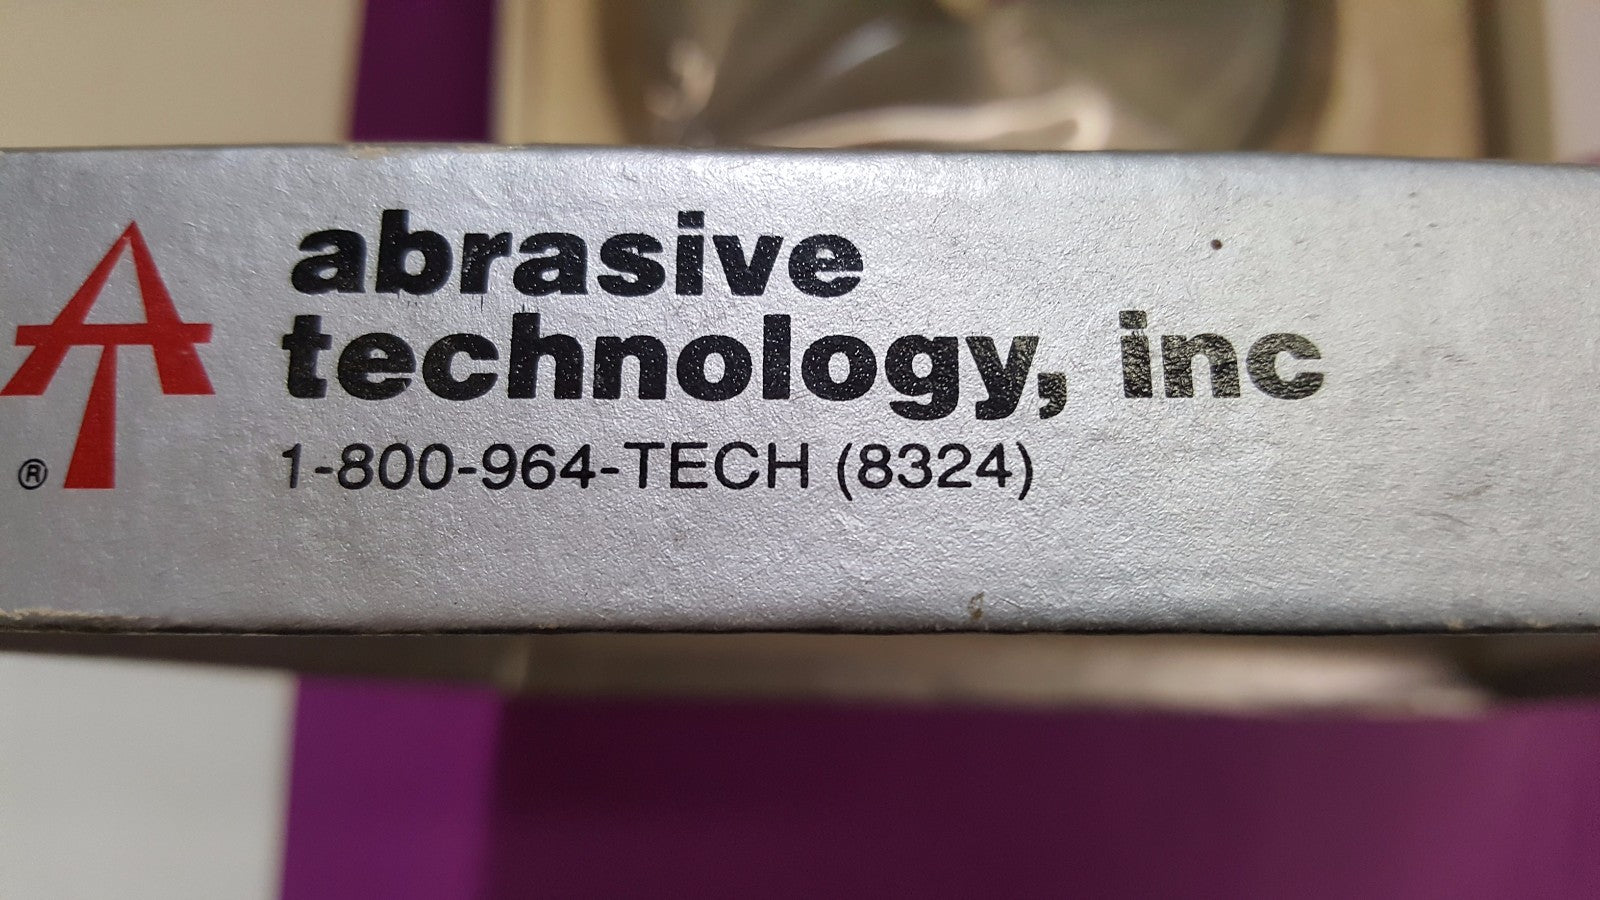 abrasive
technology, inc
1-800-964-TECH (8324)
®